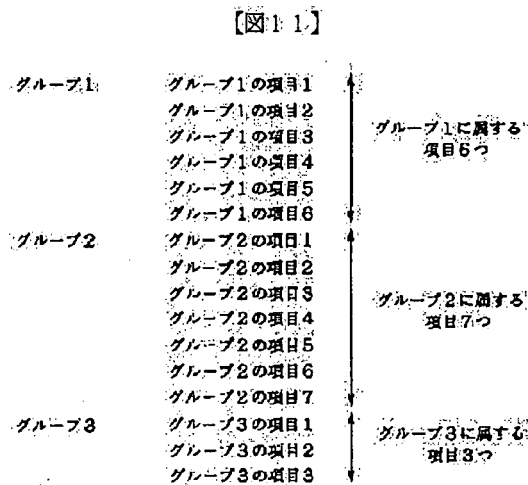 【図11】
グループ1 グループ1の項目1
グループ1の項目2
グループ1の項目3
グループ1の項目4
グループ1の項目5
グループ1の項目6
グループ1に属する
項目6つ
グループ2 グループ2の項目1
グループ2の項目2
グループ2の項目3
グループ2の項目4
グループ2の項目5
グループ2の項目6
グループ2の項目7
グループ2に属する
項目7つ
グループ3 グループ3の項目1
グループ3の項目2
グループ3の項目3
グループ3に属する
項目3つ